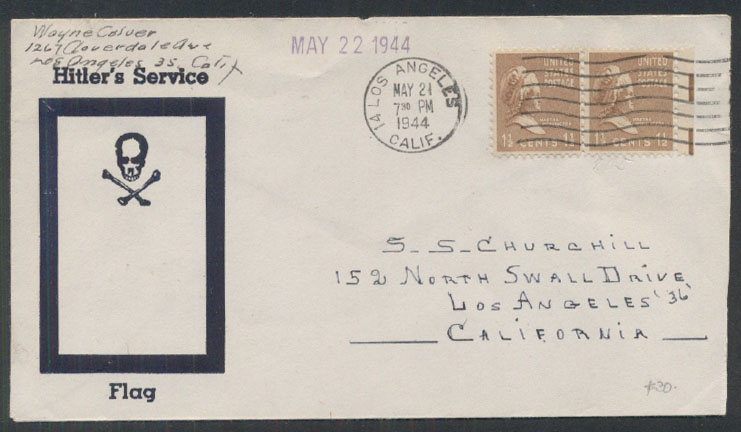 Wayne Colver
1267 Cloverdale Ave
Los Angeles 35 Calif
Hitler's Service
Flag
MAY 22 1944
LOS ANGELES
14
MAY 21
7 30 PM
1944
CALIF.
UNITED
STATES
POSTAGE
1½ CENTS 1½
UNITED
STATES
POSTAGE
1½ CENTS 1½
S. S. CHURCHILL
152 NORTH SWALL DRIVE
LOS ANGELES '36'
CALIFORNIA